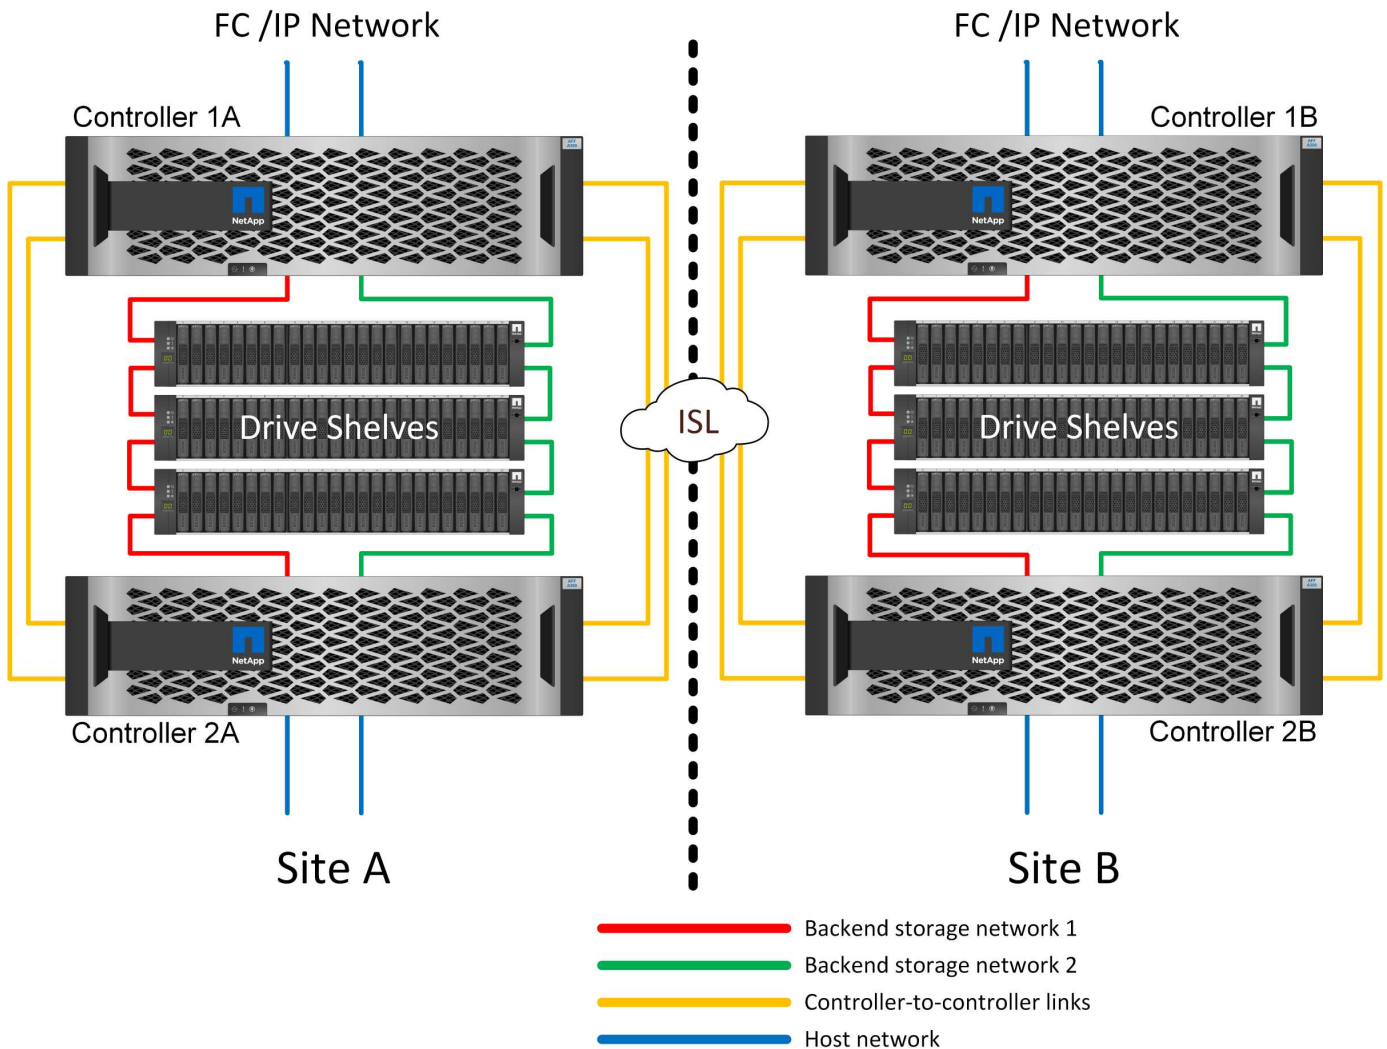 FC /IP Network
FC /IP Network
Controller 1A
Controller 1B
NetApp
NetApp
Drive Shelves
ISL
Drive Shelves
NetApp
NetApp
Controller 2A
Controller 2B
Site A
Site B
Backend storage network 1
Backend storage network 2
Controller-to-controller links
Host network